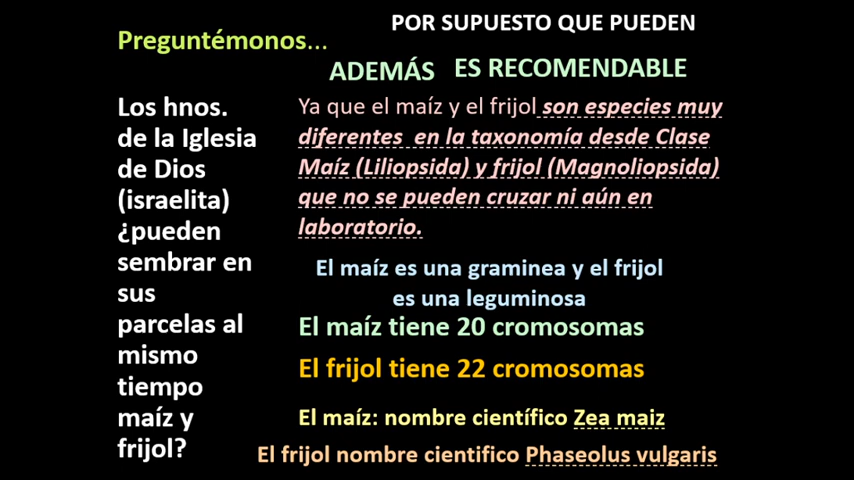 Preguntémonos...
Los hnos.
de la Iglesia
de Dios
(israelita)
¿pueden
sembrar en
sus
parcelas al
mismo
tiempo
maíz y
frijol?
POR SUPUESTO QUE PUEDEN
ADEMÁS ES RECOMENDABLE
Ya que el maíz y el frijol son especies muy
diferentes en la taxonomía desde Clase
Maíz (Liliopsida) y frijol (Magnoliopsida)
que no se pueden cruzar ni aún en
laboratorio.
El maíz es una graminea y el frijol
es una leguminosa
El maíz tiene 20 cromosomas
El frijol tiene 22 cromosomas
El maíz: nombre científico Zea maiz
El frijol nombre cientifico Phaseolus vulgaris